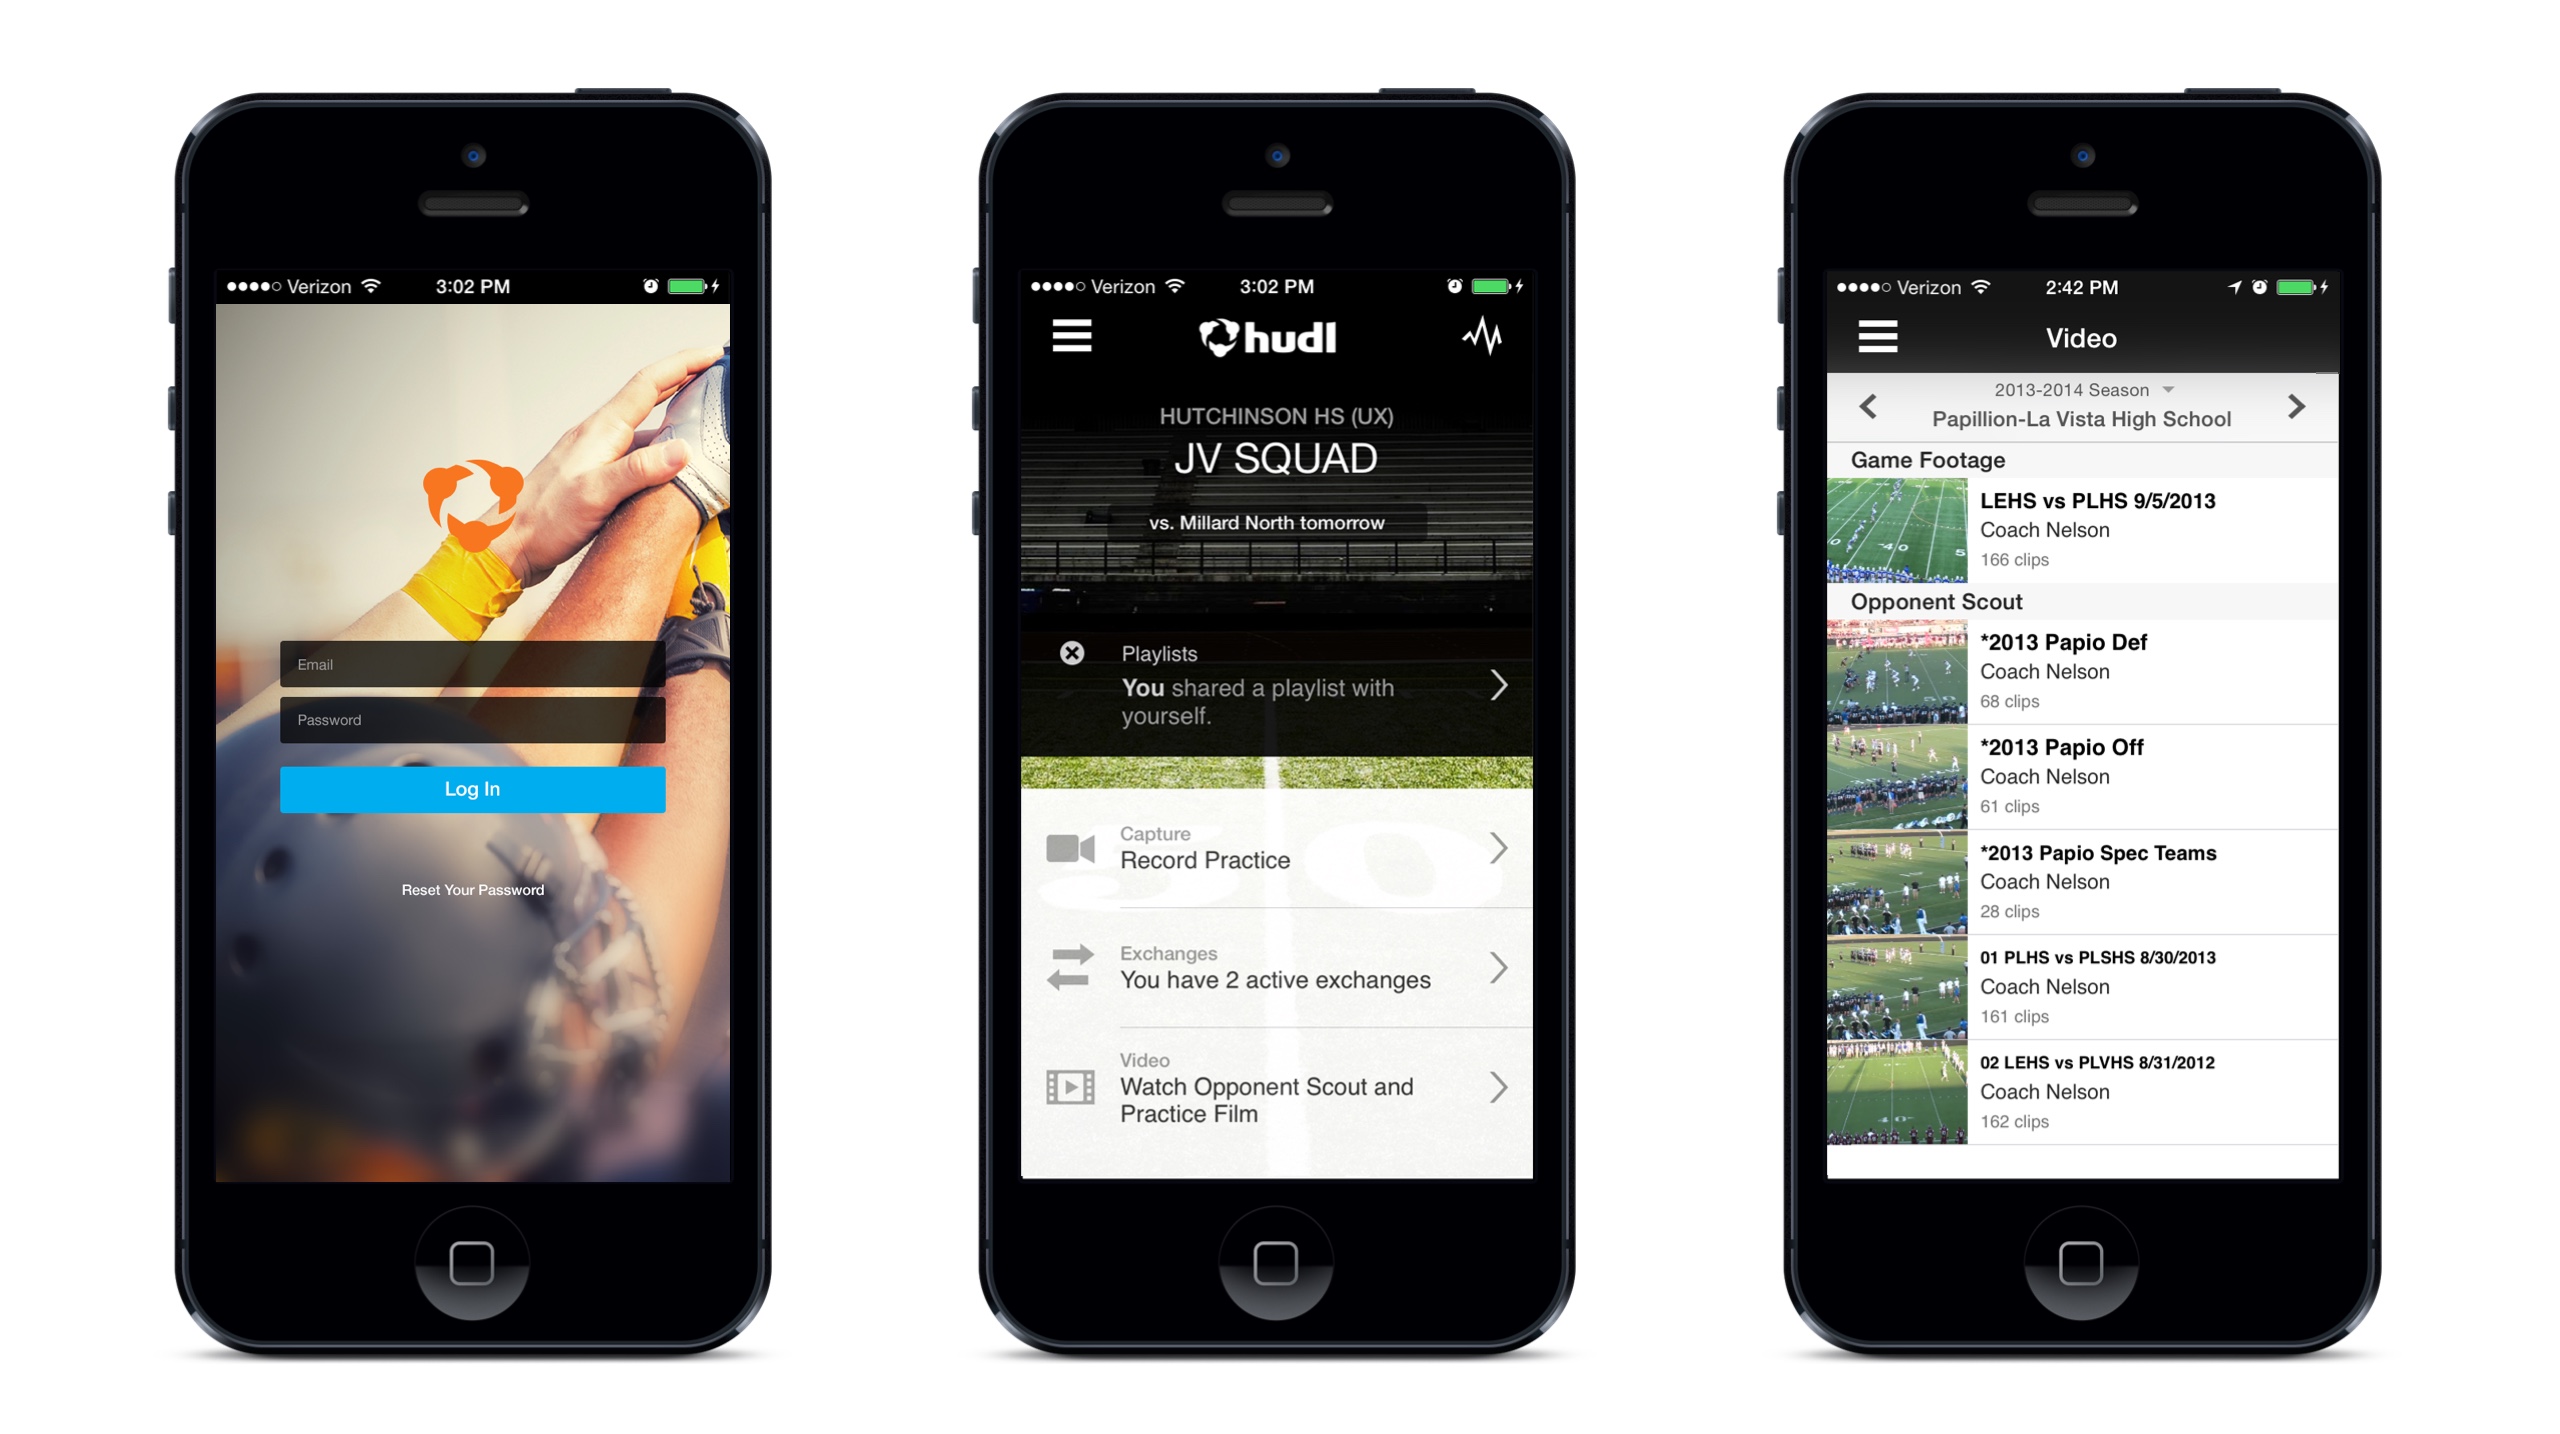 Verizon 3:02 PM
Email
Password
Log In
Reset Your Password
Verizon 3:02 PM
hudl
HUTCHINSON HS (UX)
JV SQUAD
vs. Millard North tomorrow
Playlists
You shared a playlist with
yourself.
Capture
Record Practice
Exchanges
You have 2 active exchanges
Video
Watch Opponent Scout and
Practice Film
Verizon 2:42 PM
Video
2013-2014 Season
Papillion-La Vista High School
Game Footage
LEHS vs PLHS 9/5/2013
Coach Nelson
166 clips
Opponent Scout
*2013 Papio Def
Coach Nelson
68 clips
*2013 Papio Off
Coach Nelson
61 clips
*2013 Papio Spec Teams
Coach Nelson
28 clips
01 PLHS vs PLSHS 8/30/2013
Coach Nelson
161 clips
02 LEHS vs PLVHS 8/31/2012
Coach Nelson
162 clips